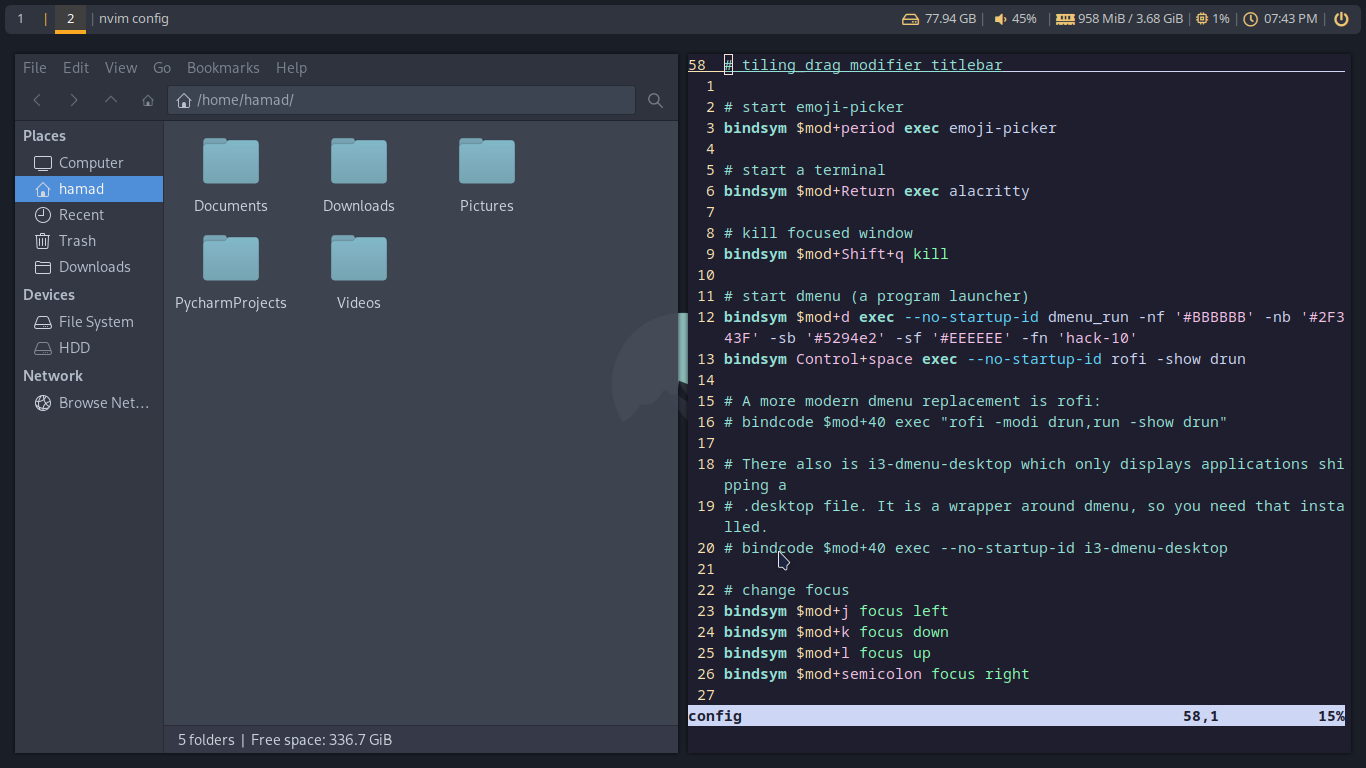 1 | 2 | nvim config 77.94 GB | 45% | 958 MiB / 3.68 GiB | 1% | 07:43 PM |
File Edit View Go Bookmarks Help
/home/hamad/
Places
Computer
hamad
Recent
Trash
Downloads
Devices
File System
HDD
Network
Browse Net...
Documents Downloads Pictures
PycharmProjects Videos
5 folders | Free space: 336.7 GiB
58 # tiling_drag modifier titlebar
1
2 # start emoji-picker
3 bindsym $mod+period exec emoji-picker
4
5 # start a terminal
6 bindsym $mod+Return exec alacritty
7
8 # kill focused window
9 bindsym $mod+Shift+q kill
10
11 # start dmenu (a program launcher)
12 bindsym $mod+d exec --no-startup-id dmenu_run -nf '#BBBBBB' -nb '#2F3
43F' -sb '#5294e2' -sf '#EEEEEE' -fn 'hack-10'
13 bindsym Control+space exec --no-startup-id rofi -show drun
14
15 # A more modern dmenu replacement is rofi:
16 # bindcode $mod+40 exec "rofi -modi drun,run -show drun"
17
18 # There also is i3-dmenu-desktop which only displays applications shi
pping a
19 # .desktop file. It is a wrapper around dmenu, so you need that insta
lled.
20 # bindcode $mod+40 exec --no-startup-id i3-dmenu-desktop
21
22 # change focus
23 bindsym $mod+j focus left
24 bindsym $mod+k focus down
25 bindsym $mod+l focus up
26 bindsym $mod+semicolon focus right
27
config 58,1 15%